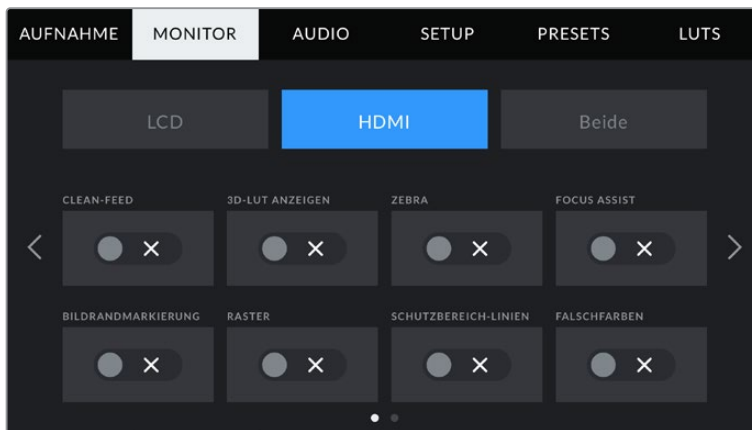 AUFNAHME MONITOR AUDIO SETUP PRESETS LUTS
LCD HDMI Beide
CLEAN-FEED 3D-LUT ANZEIGEN ZEBRA FOCUS ASSIST
BILDRANDMARKIERUNG RASTER SCHUTZBEREICH-LINIEN FALSCHFARBEN